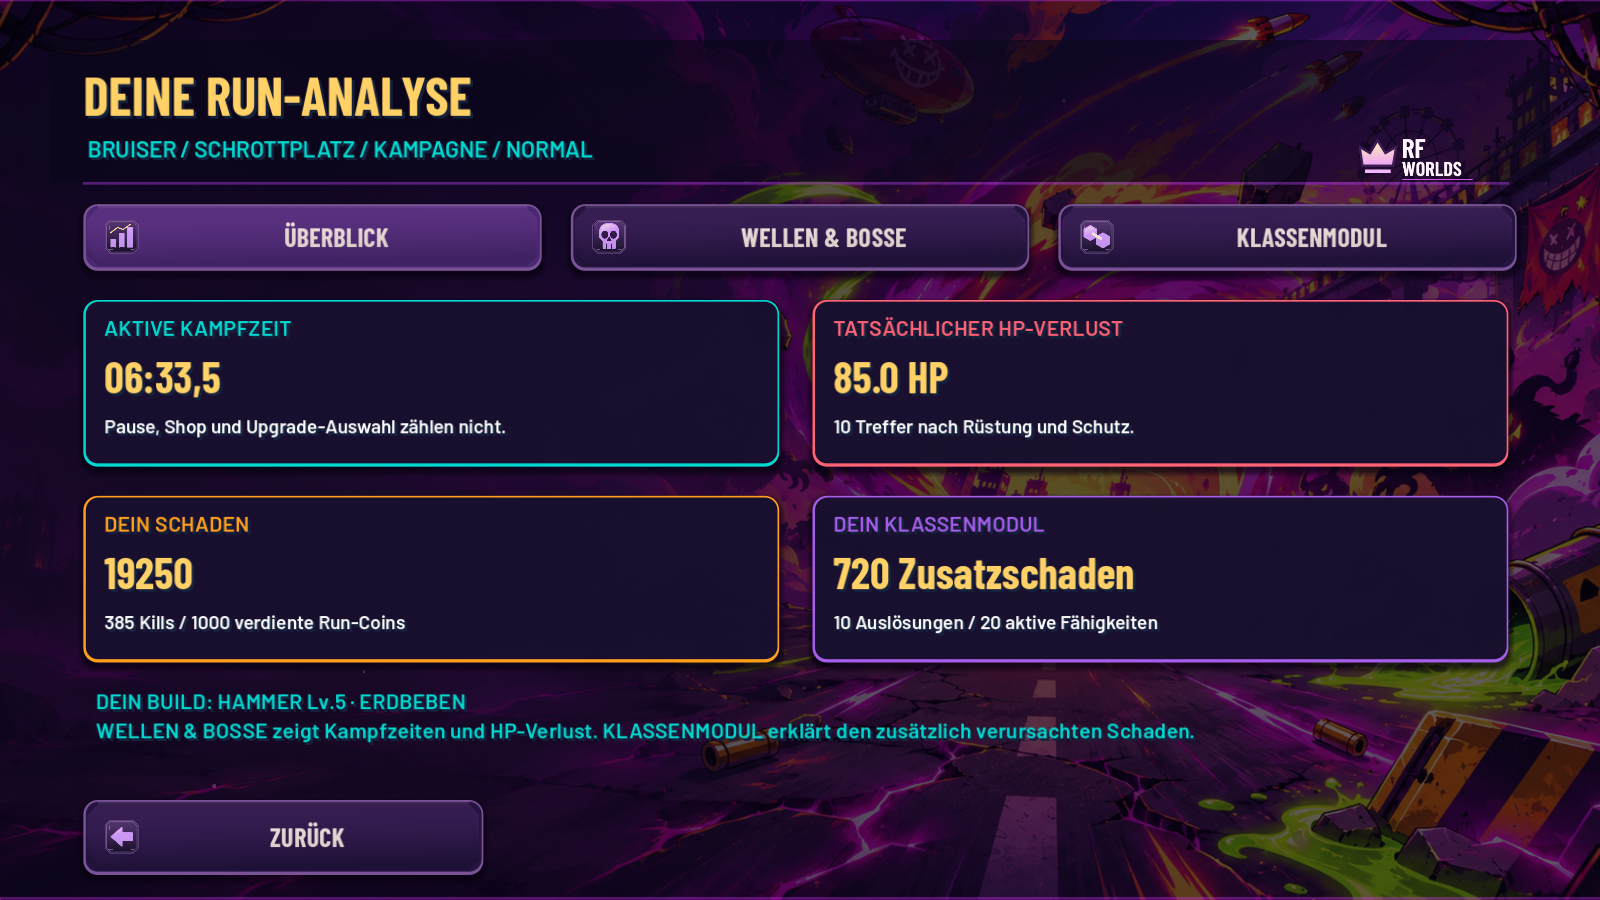 DEINE RUN-ANALYSE
BRUISER / SCHROTTPLATZ / KAMPAGNE / NORMAL
RF
WORLDS
ÜBERBLICK
WELLEN & BOSSE
KLASSENMODUL
AKTIVE KAMPFZEIT
06:33,5
Pause, Shop und Upgrade-Auswahl zählen nicht.
TATSÄCHLICHER HP-VERLUST
85.0 HP
10 Treffer nach Rüstung und Schutz.
DEIN SCHADEN
19250
385 Kills / 1000 verdiente Run-Coins
DEIN KLASSENMODUL
720 Zusatzschaden
10 Auslösungen / 20 aktive Fähigkeiten
DEIN BUILD: HAMMER Lv.5 · ERDBEBEN
WELLEN & BOSSE zeigt Kampfzeiten und HP-Verlust. KLASSENMODUL erklärt den zusätzlich verursachten Schaden.
ZURÜCK